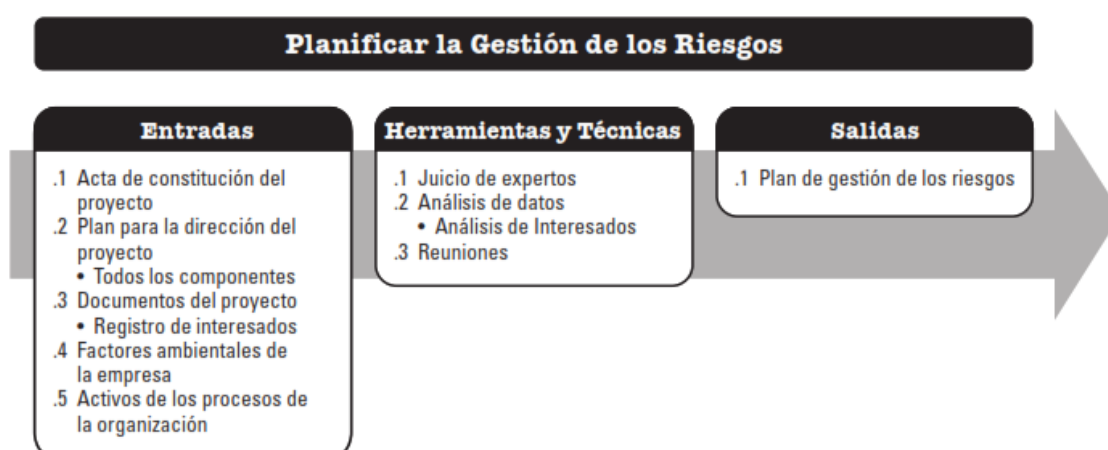 Planificar la Gestión de los Riesgos
Entradas
.1 Acta de constitución del
proyecto
.2 Plan para la dirección del
proyecto
• Todos los componentes
.3 Documentos del proyecto
• Registro de interesados
.4 Factores ambientales de
la empresa
.5 Activos de los procesos de
la organización
Herramientas y Técnicas
.1 Juicio de expertos
.2 Análisis de datos
• Análisis de Interesados
.3 Reuniones
Salidas
.1 Plan de gestión de los riesgos